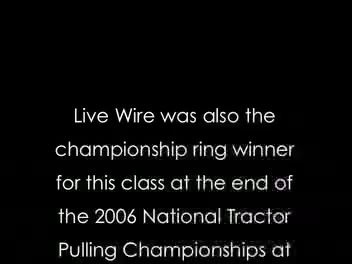 Live Wire was also the
championship ring winner
for this class at the end of
the 2006 National Tractor
Pulling Championships at